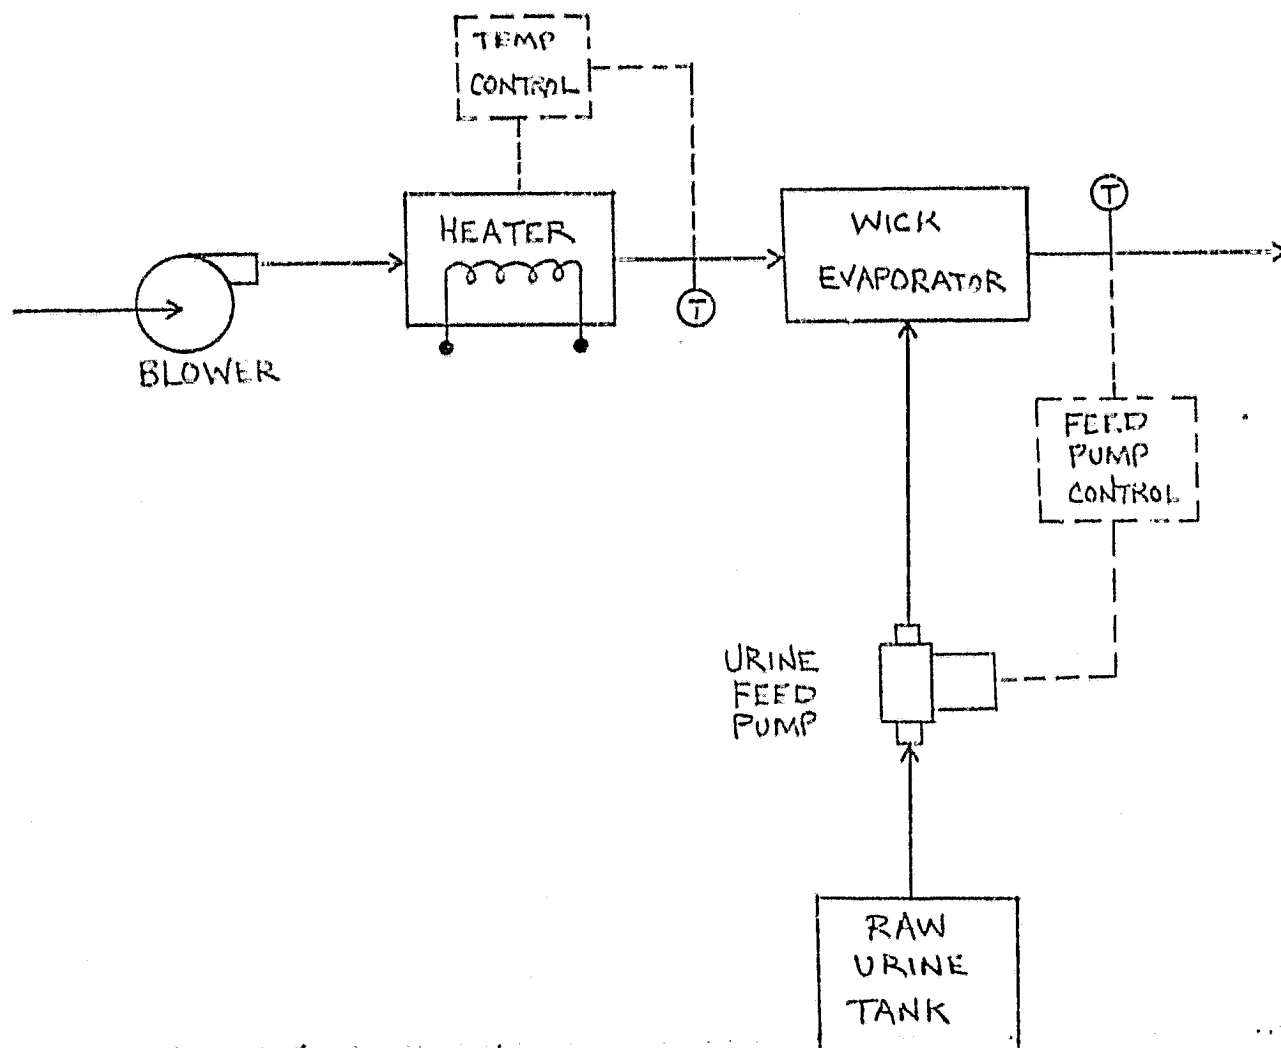 TEMP
CONTROL
HEATER
T
WICK
EVAPORATOR
T
BLOWER
FEED
PUMP
CONTROL
URINE
FEED
PUMP
RAW
URINE
TANK